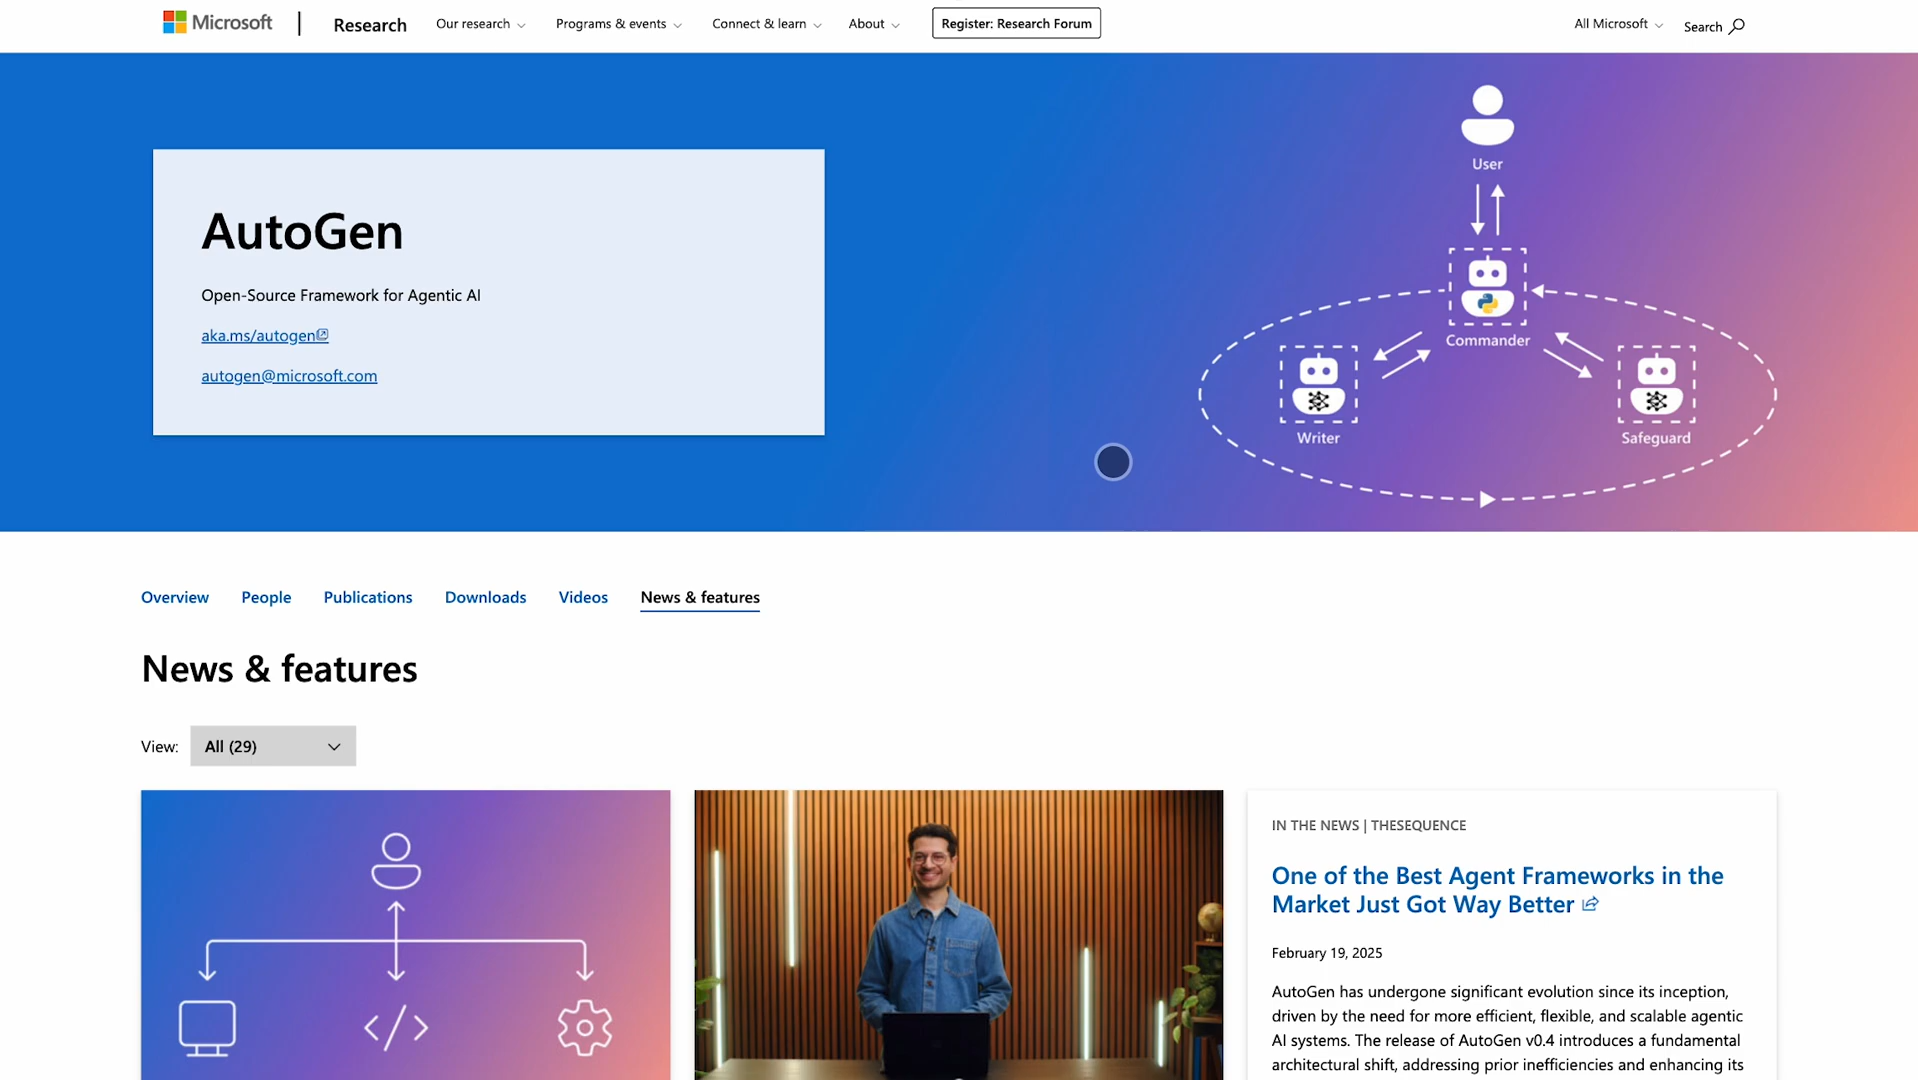 Microsoft
Research
Our research
Programs & events
Connect & learn
About
Register: Research Forum
All Microsoft
Search
AutoGen
Open-Source Framework for Agentic AI
aka.ms/autogen
autogen@microsoft.com
User
Commander
Writer
Safeguard
Overview
People
Publications
Downloads
Videos
News & features
News & features
View:
All (29)
IN THE NEWS | THESEQUENCE
One of the Best Agent Frameworks in the
Market Just Got Way Better
February 19, 2025
AutoGen has undergone significant evolution since its inception,
driven by the need for more efficient, flexible, and scalable agentic
AI systems. The release of AutoGen v0.4 introduces a fundamental
architectural shift, addressing prior inefficiencies and enhancing its